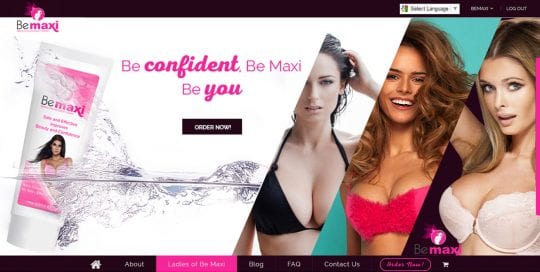 Select Language
BEMAXI
LOG OUT
Be maxi
Be confident, Be Maxi
Be you
ORDER NOW!
Be maxi
Safe and Effective
Improve
Beauty and Confidence
Be maxi
About
Ladies of Be Maxi
Blog
FAQ
Contact Us
Order Now!